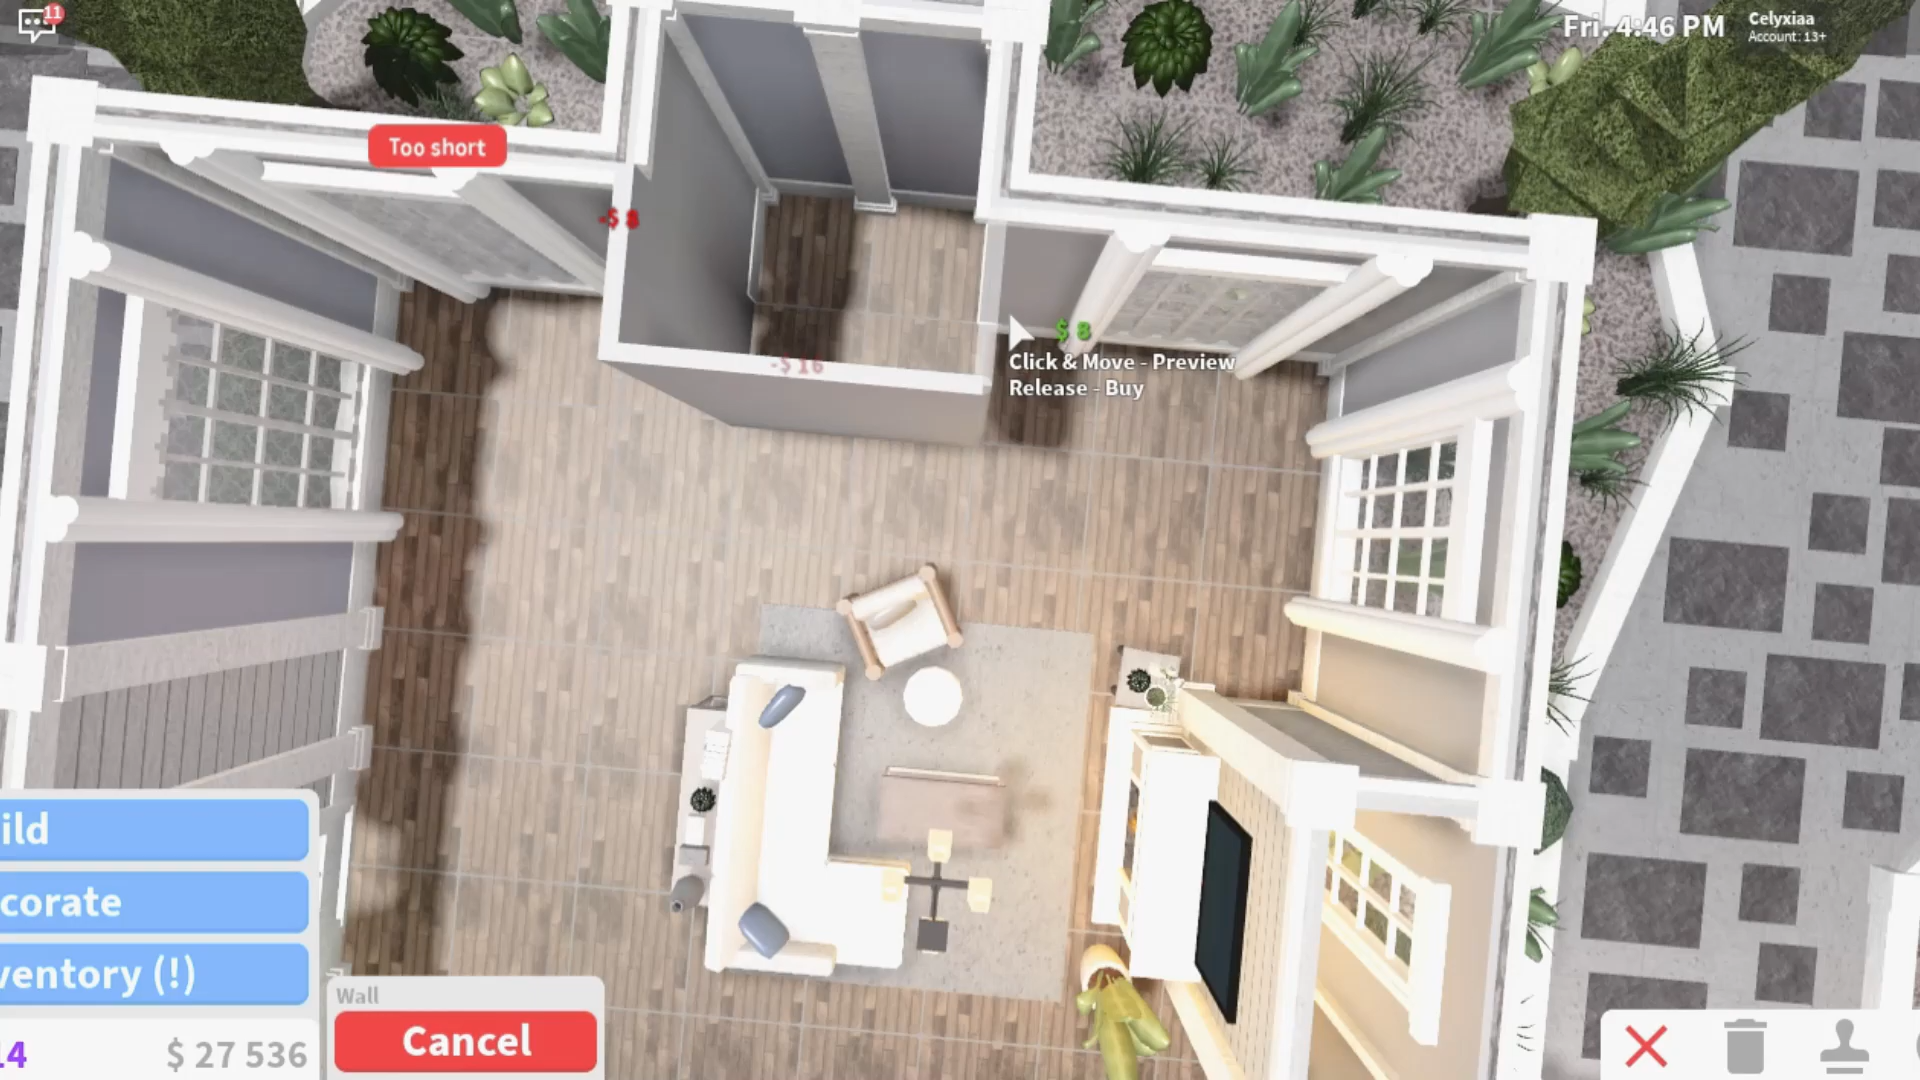 11
Fri. 4:46 PM
Celyxiaa
Account: 13+
Too short
-$ 8
$ 8
-$ 16
Click & Move - Preview
Release - Buy
ild
corate
ventory (!)
14
$ 27 536
Wall
Cancel